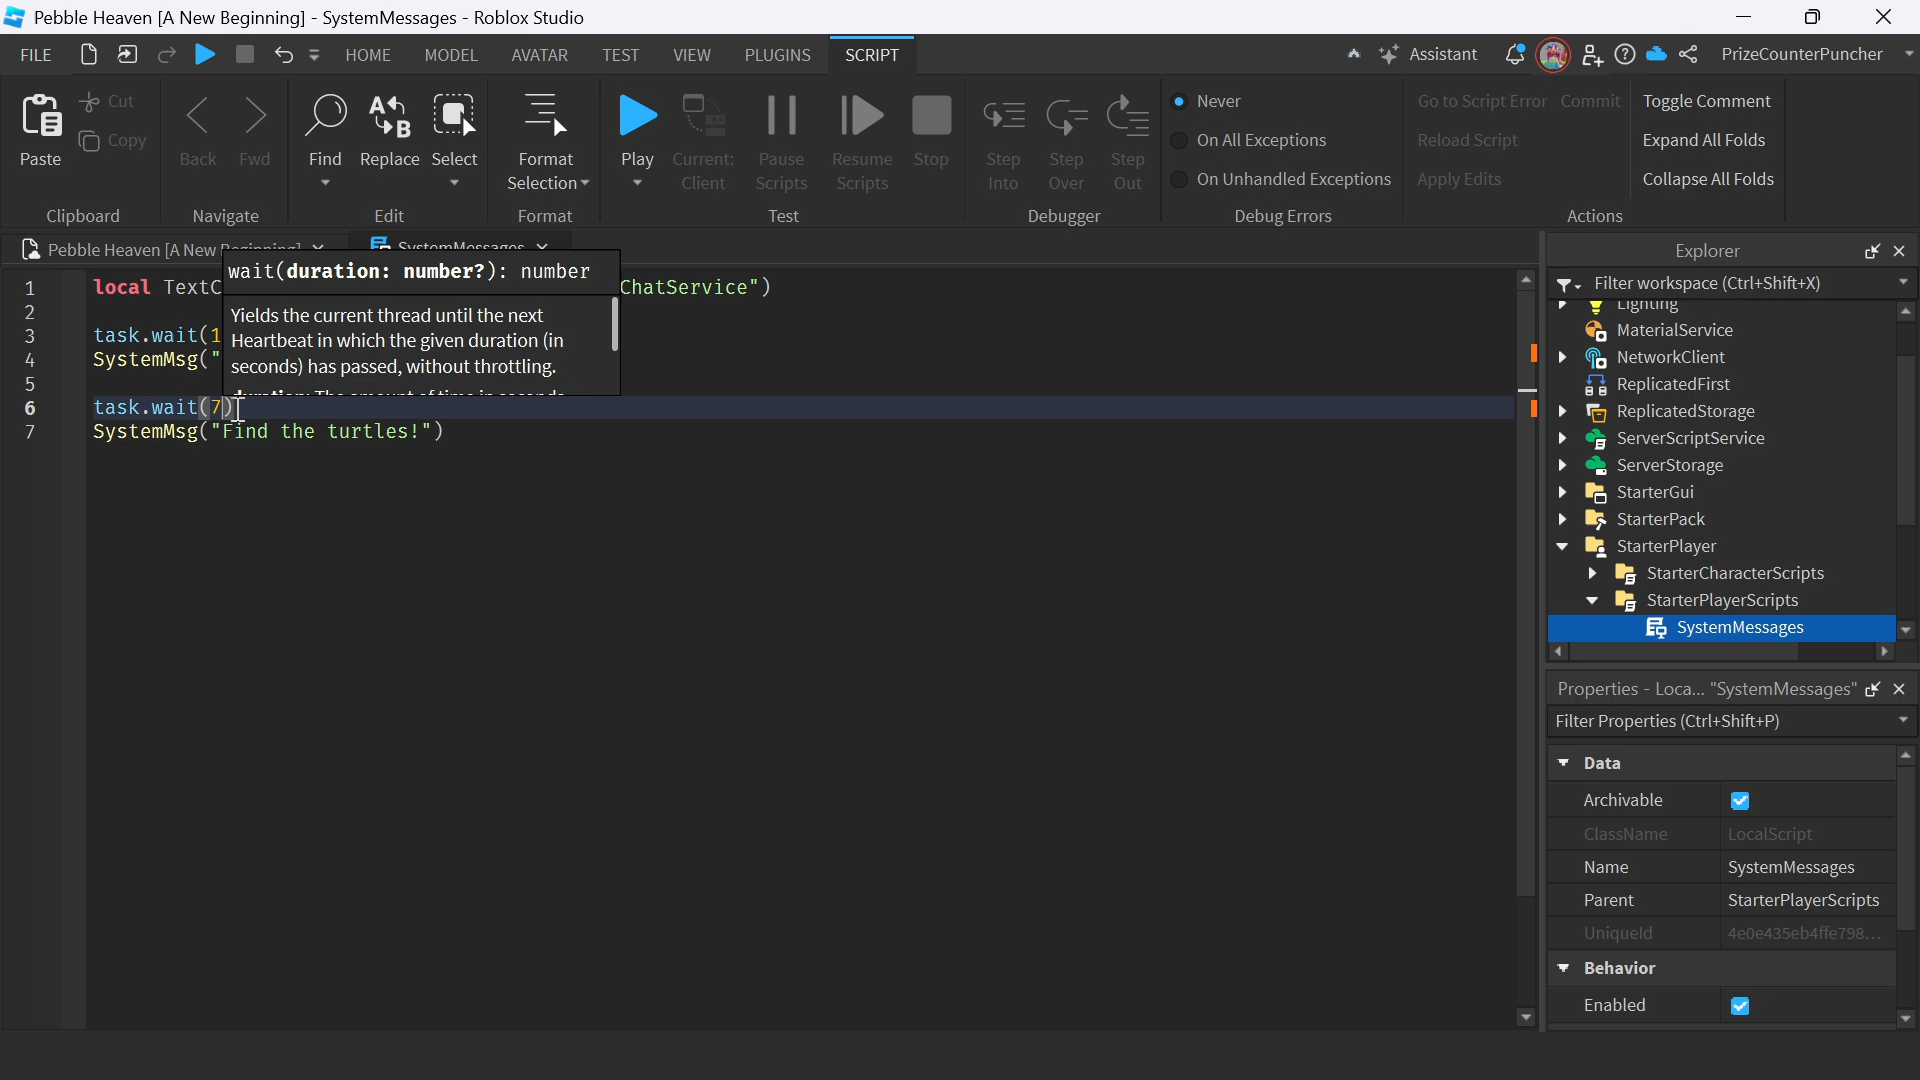 Pebble Heaven [A New Beginning] - SystemMessages - Roblox Studio
FILE HOME MODEL AVATAR TEST VIEW PLUGINS SCRIPT Assistant PrizeCounterPuncher
Paste
Cut
Copy
Clipboard
Back Fwd
Navigate
Find Replace Select
Edit
Format
Selection
Format
Play
Current:
Client
Pause
Scripts
Resume
Scripts
Stop
Test
Step
Into
Step
Over
Step
Out
Debugger
Never
On All Exceptions
On Unhandled Exceptions
Debug Errors
Go to Script Error Commit
Reload Script
Apply Edits
Toggle Comment
Expand All Folds
Collapse All Folds
Actions
Pebble Heaven [A New Beginning] SystemMessages
wait(duration: number?): number
Yields the current thread until the next
Heartbeat in which the given duration (in
seconds) has passed, without throttling.
1 local TextC ChatService")
2
3 task.wait(1
4 SystemMsg("
5
6 task.wait(7)
7 SystemMsg("Find the turtles!")
Explorer
Filter workspace (Ctrl+Shift+X)
Lighting
MaterialService
NetworkClient
ReplicatedFirst
ReplicatedStorage
ServerScriptService
ServerStorage
StarterGui
StarterPack
StarterPlayer
StarterCharacterScripts
StarterPlayerScripts
SystemMessages
Properties - Loca... "SystemMessages"
Filter Properties (Ctrl+Shift+P)
Data
Archivable
ClassName LocalScript
Name SystemMessages
Parent StarterPlayerScripts
UniqueId 4e0e435eb4ffe798...
Behavior
Enabled